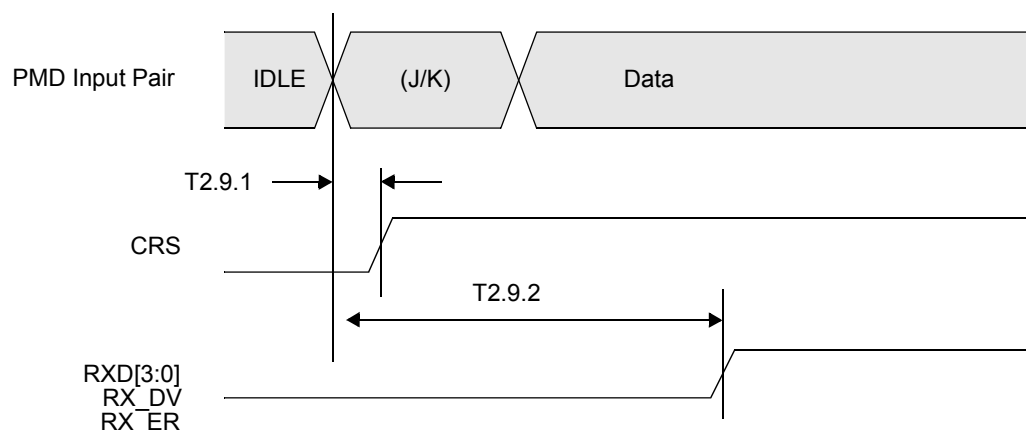 PMD Input Pair
IDLE
(J/K)
Data
T2.9.1
CRS
T2.9.2
RXD[3:0]
RX_DV
RX_ER